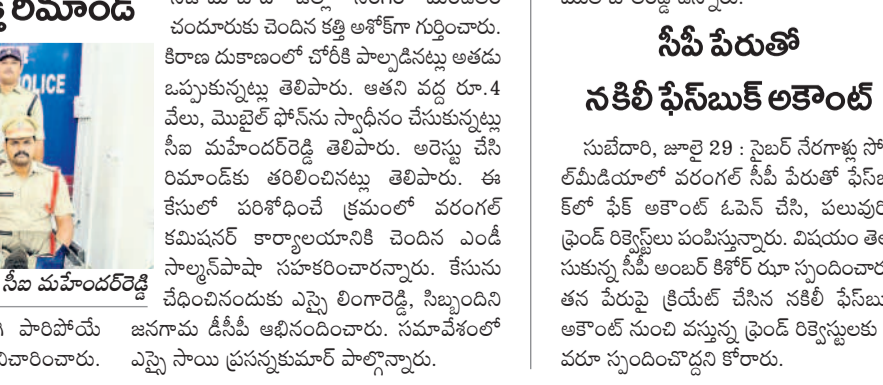 రిమాండ్
POLICE
సీఐ మహేందర్‌రెడ్డి
పారిపోయే
విచారించారు.
చందూరుకు చెందిన కత్తి అశోక్‌గా గుర్తించారు.
కిరాణ దుకాణంలో చోరీకి పాల్పడినట్లు అతడు
ఒప్పుకున్నట్లు తెలిపారు. ఆతని వద్ద రూ.4
వేలు, మొబైల్ ఫోన్‌ను స్వాధీనం చేసుకున్నట్లు
సీఐ మహేందర్‌రెడ్డి తెలిపారు. అరెస్టు చేసి
రిమాండ్‌కు తరిలించినట్లు తెలిపారు. ఈ
కేసులో పరిశోధించే క్రమంలో వరంగల్
కమిషనర్ కార్యాలయానికి చెందిన ఎండీ
సాల్మన్‌పాషా సహకరించారన్నారు. కేసును
చేధించినందుకు ఎస్సై లింగారెడ్డి, సిబ్బందిని
జనగామ డీసీపీ ఆభినందించారు. సమావేశంలో
ఎస్సై సాయి ప్రసన్నకుమార్ పాల్గొన్నారు.
సీపీ పేరుతో
నకిలీ ఫేస్‌బుక్ అకౌంట్
సుబేదారి, జూలై 29 : సైబర్ నేరగాళ్లు సో
ల్‌మీడియాలో వరంగల్ సీపీ పేరుతో ఫేస్‌బ
క్‌లో ఫేక్ అకౌంట్ ఓపెన్ చేసి, పలువురి
ఫ్రెండ్ రిక్వెస్ట్‌లు పంపిస్తున్నారు. విషయం తెల
సుకున్న సీపీ అంబర్ కిశోర్ ఝా స్పందించార
తన పేరుపై క్రియేట్ చేసిన నకిలీ ఫేస్‌బు
అకౌంట్ నుంచి వస్తున్న ఫ్రెండ్ రిక్వెస్టులకు
వరూ స్పందించొద్దని కోరారు.